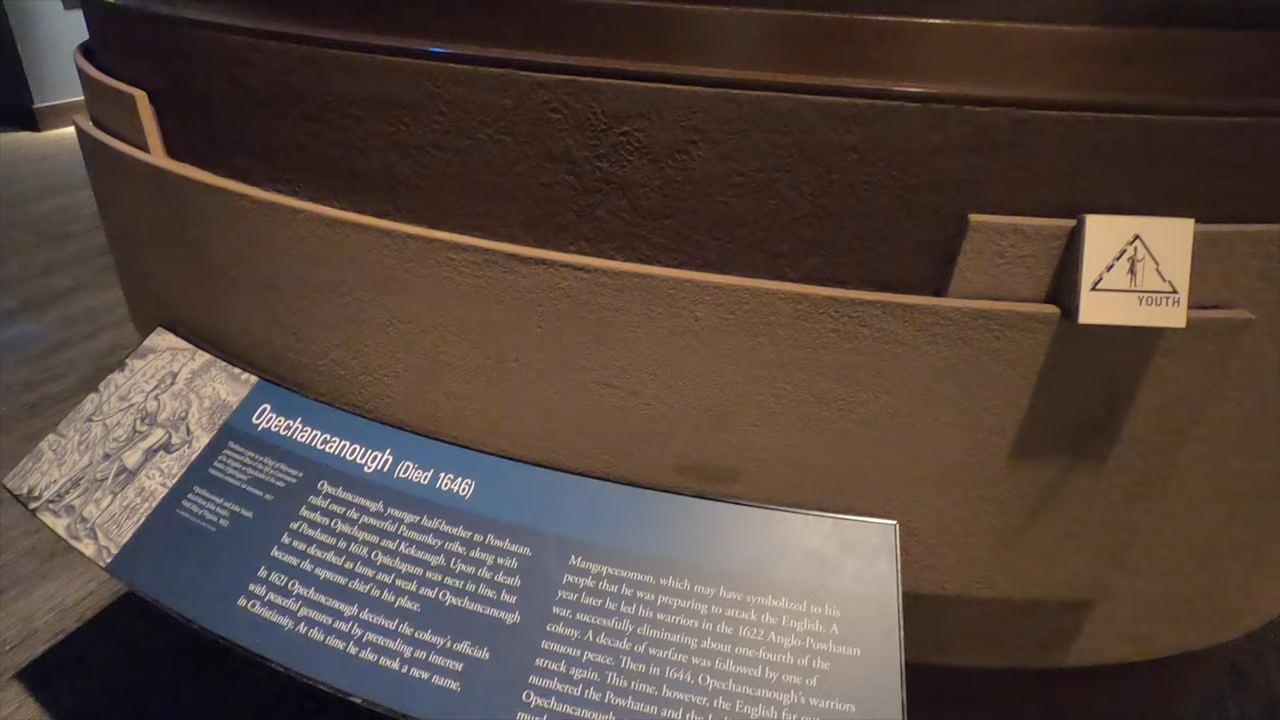 YOUTH
Opechancanough (Died 1646)
Opechancanough and John Smith,
Opechancanough, younger half-brother to Powhatan,
ruled over the powerful Pamunkey tribe, along with
brothers Opitchapam and Kekataugh. Upon the death
of Powhatan in 1618, Opitchapam was next in line, but
he was described as lame and weak and Opechancanough
became the supreme chief in his place.
In 1621 Opechancanough deceived the colony's officials
with peaceful gestures and by pretending an interest
in Christianity. At this time he also took a new name,
Mangopeesomon, which may have symbolized to his
people that he was preparing to attack the English. A
year later he led his warriors in the 1622 Anglo-Powhatan
war, successfully eliminating about one-fourth of the
colony. A decade of warfare was followed by one of
tenuous peace. Then in 1644, Opechancanough's warriors
struck again. This time, however, the English far
numbered the Powhatan and the
Opechancanough